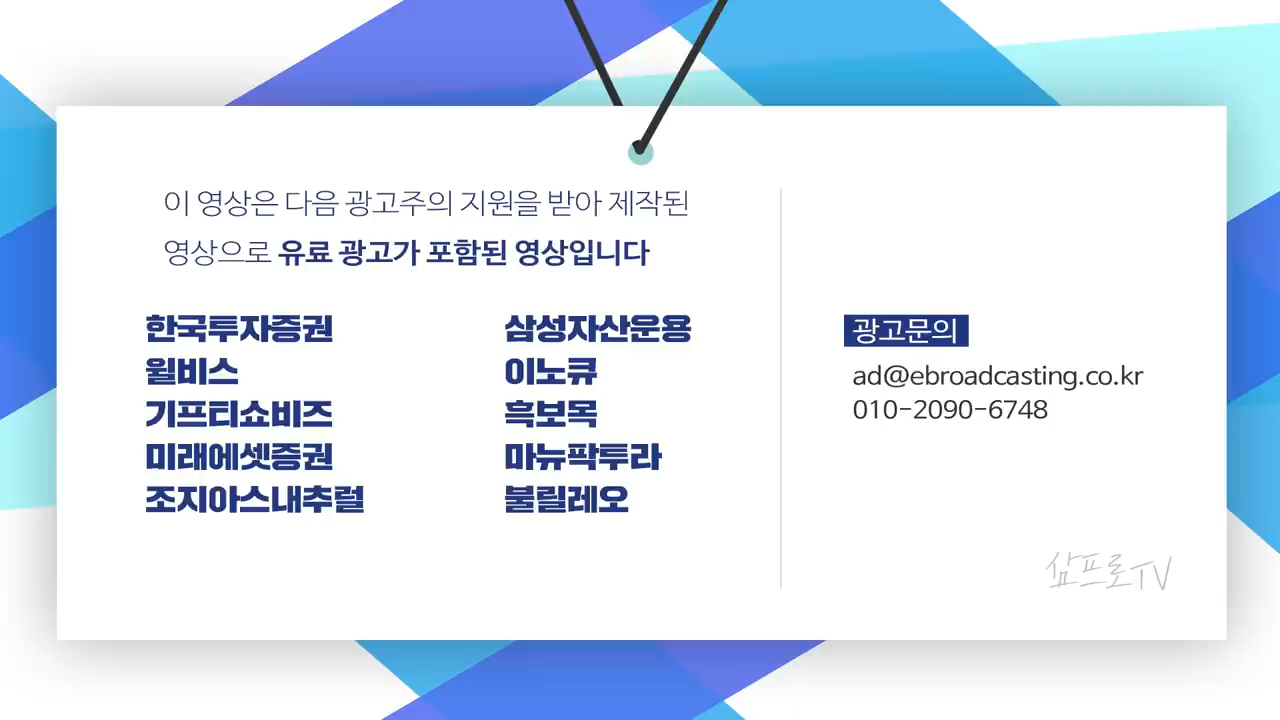 이 영상은 다음 광고주의 지원을 받아 제작된
영상으로 유료 광고가 포함된 영상입니다
한국투자증권
윌비스
기프티쇼비즈
미래에셋증권
조지아스내추럴
삼성자산운용
이노큐
흑보목
마뉴팍투라
불릴레오
광고문의
ad@ebroadcasting.co.kr
010-2090-6748
삼프로TV